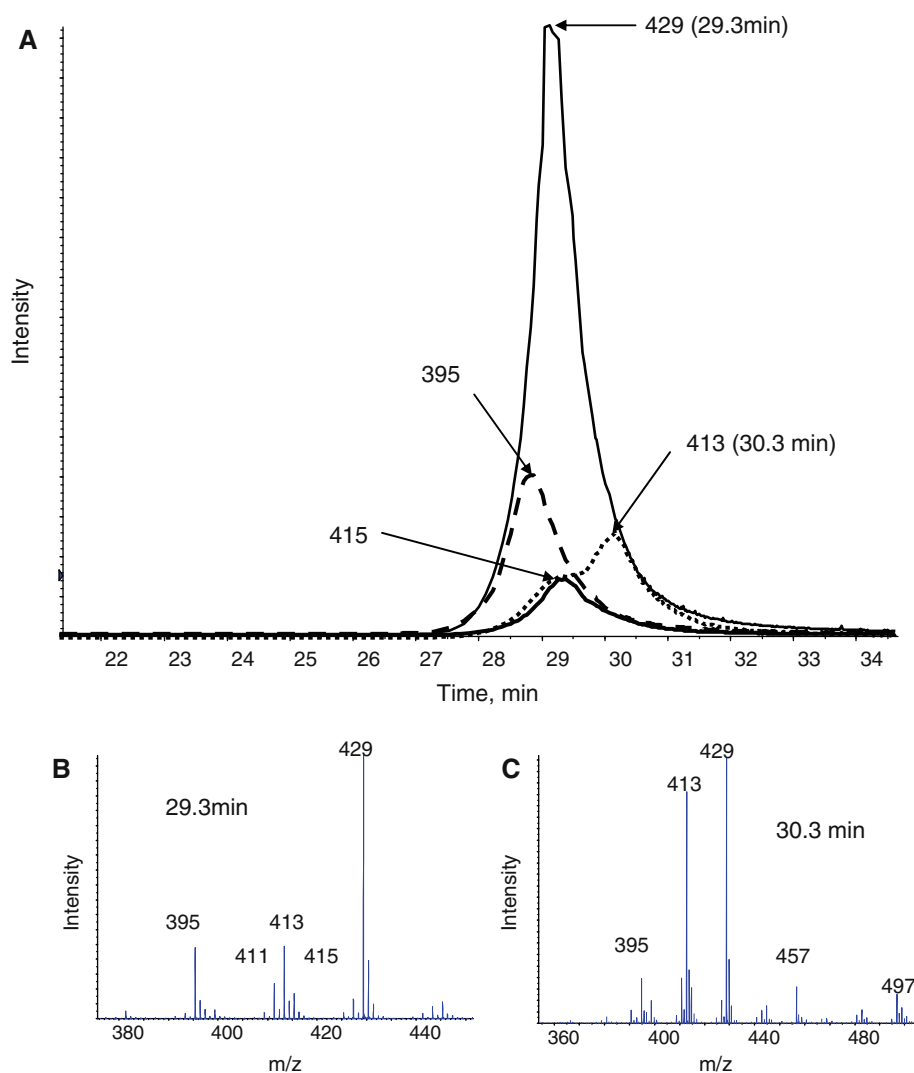 A
429 (29.3min)
395
413 (30.3 min)
415
Intensity
22 23 24 25 26 27 28 29 30 31 32 33 34
Time, min
B
29.3min
429
395
413
411
415
Intensity
380 400 420 440
m/z
C
429
413
30.3 min
395
457
497
Intensity
360 400 440 480
m/z